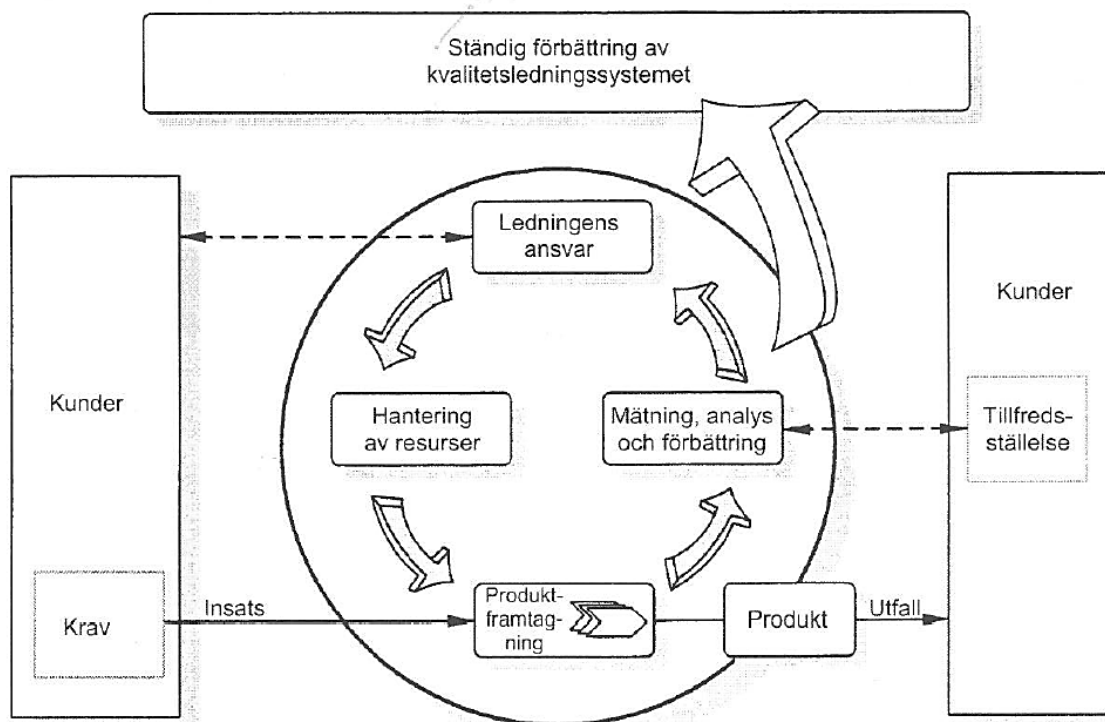 Ständig förbättring av
kvalitetsledningssystemet
Ledningens
ansvar
Kunder
Kunder
Hantering
av resurser
Mätning, analys
och förbättring
Tillfreds-
ställelse
Krav
Insats
Produkt-
framtag-
ning
Produkt
Utfall